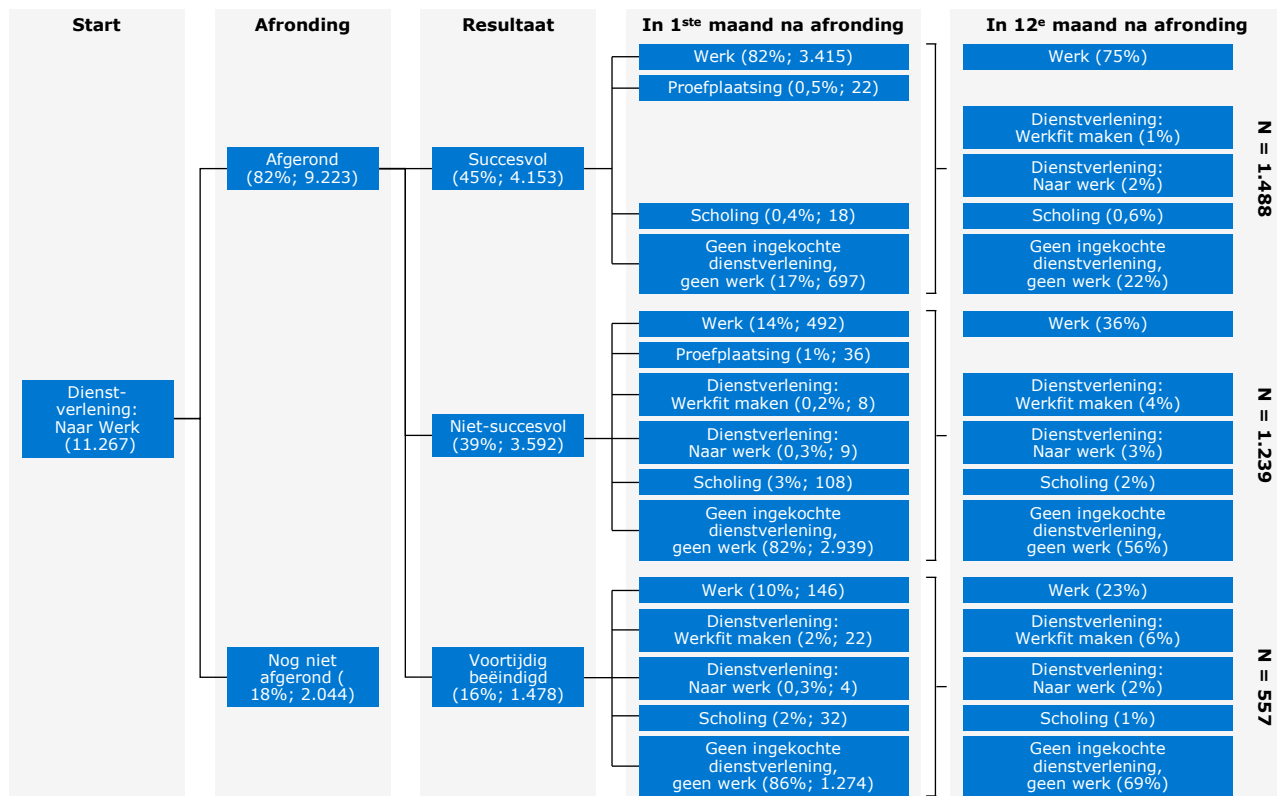 Start
Afronding
Resultaat
In 1ste maand na afronding
In 12e maand na afronding
Dienst-
verlening:
Naar Werk
(11.267)
Afgerond
(82%; 9.223)
Nog niet
afgerond (
18%; 2.044)
Succesvol
(45%; 4.153)
Niet-succesvol
(39%; 3.592)
Voortijdig
beëindigd
(16%; 1.478)
Werk (82%; 3.415)
Proefplaatsing (0,5%; 22)
Scholing (0,4%; 18)
Geen ingekochte
dienstverlening,
geen werk (17%; 697)
Werk (75%)
Dienstverlening:
Werkfit maken (1%)
Dienstverlening:
Naar werk (2%)
Scholing (0,6%)
Geen ingekochte
dienstverlening,
geen werk (22%)
N = 1.488
Werk (14%; 492)
Proefplaatsing (1%; 36)
Dienstverlening:
Werkfit maken (0,2%; 8)
Dienstverlening:
Naar werk (0,3%; 9)
Scholing (3%; 108)
Geen ingekochte
dienstverlening,
geen werk (82%; 2.939)
Werk (36%)
Dienstverlening:
Werkfit maken (4%)
Dienstverlening:
Naar werk (3%)
Scholing (2%)
Geen ingekochte
dienstverlening,
geen werk (56%)
N = 1.239
Werk (10%; 146)
Dienstverlening:
Werkfit maken (2%; 22)
Dienstverlening:
Naar werk (0,3%; 4)
Scholing (2%; 32)
Geen ingekochte
dienstverlening,
geen werk (86%; 1.274)
Werk (23%)
Dienstverlening:
Werkfit maken (6%)
Dienstverlening:
Naar werk (2%)
Scholing (1%)
Geen ingekochte
dienstverlening,
geen werk (69%)
N = 557